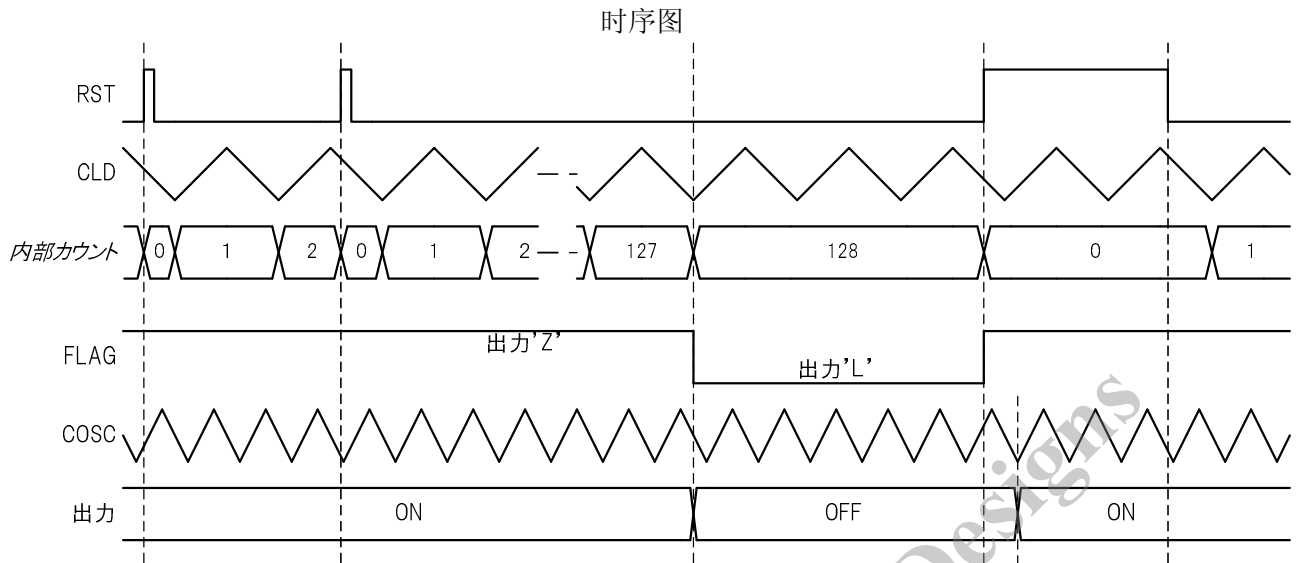 时序图
RST
CLD
内部カウント 0 1 2 0 1 2 127 128 0 1
FLAG 出力'Z' 出力'L'
COSC
出力 ON OFF ON
Designs